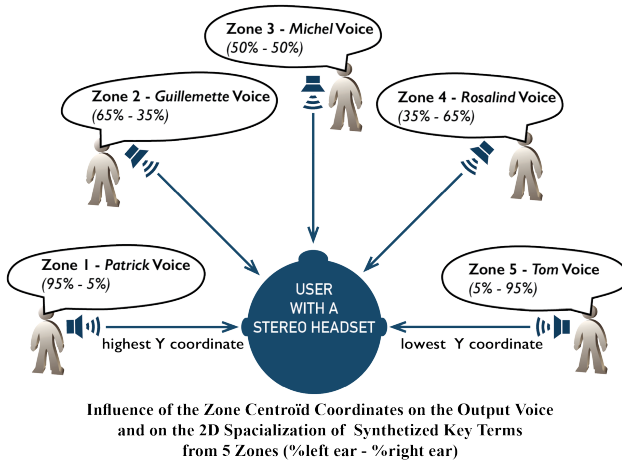 Zone 3 - Michel Voice
(50% - 50%)
Zone 2 - Guillemette Voice
(65% - 35%)
Zone 4 - Rosalind Voice
(35% - 65%)
Zone 1 - Patrick Voice
(95% - 5%)
Zone 5 - Tom Voice
(5% - 95%)
USER
WITH A
STEREO HEADSET
highest Y coordinate
lowest Y coordinate
Influence of the Zone Centroïd Coordinates on the Output Voice
and on the 2D Spacialization of Synthetized Key Terms
from 5 Zones (%left ear - %right ear)